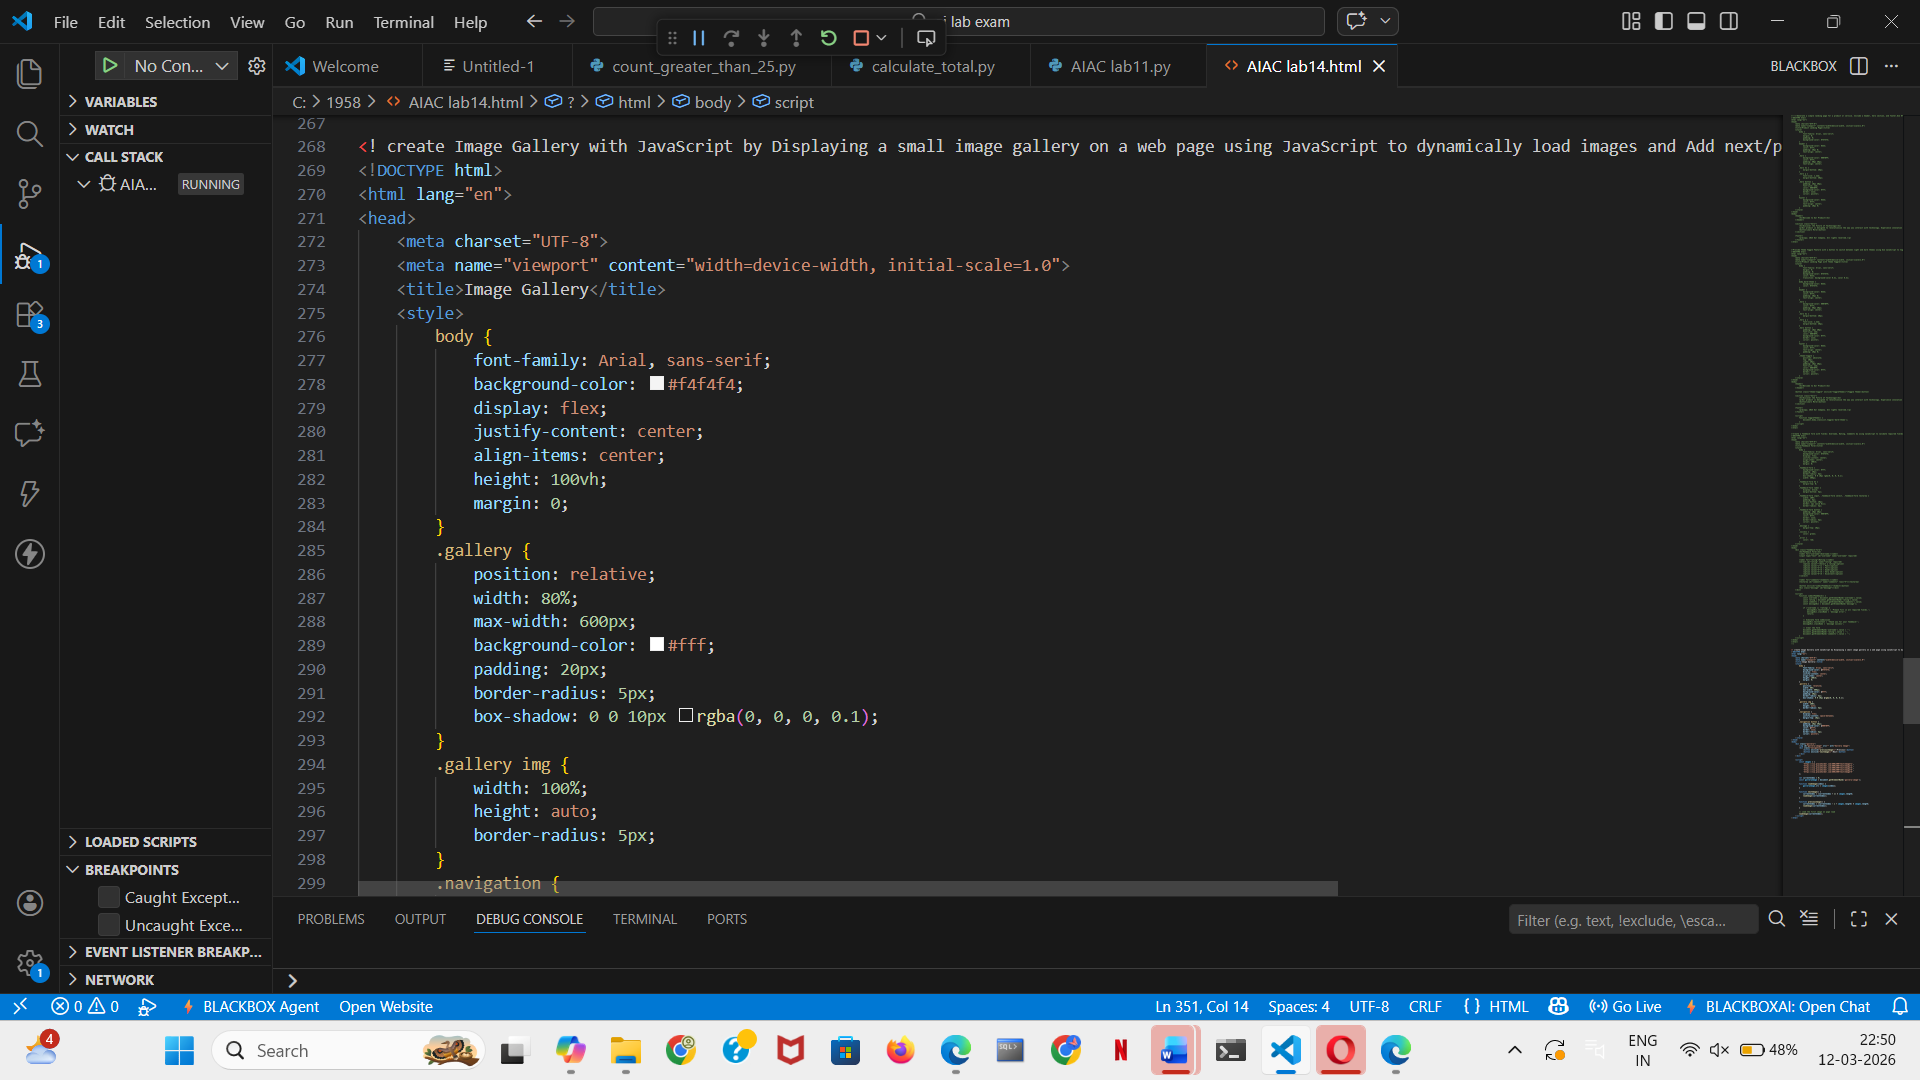 File Edit Selection View Go Run Terminal Help
i lab exam
No Con...
Welcome
Untitled-1
count_greater_than_25.py
calculate_total.py
AIAC lab11.py
AIAC lab14.html
BLACKBOX
C: > 1958 > AIAC lab14.html > ? > html > body > script
VARIABLES
WATCH
CALL STACK
AIA... RUNNING
1
3
267
268 <! create Image Gallery with JavaScript by Displaying a small image gallery on a web page using JavaScript to dynamically load images and Add next/p
269 <!DOCTYPE html>
270 <html lang="en">
271 <head>
272 <meta charset="UTF-8">
273 <meta name="viewport" content="width=device-width, initial-scale=1.0">
274 <title>Image Gallery</title>
275 <style>
276 body {
277 font-family: Arial, sans-serif;
278 background-color: #f4f4f4;
279 display: flex;
280 justify-content: center;
281 align-items: center;
282 height: 100vh;
283 margin: 0;
284 }
285 .gallery {
286 position: relative;
287 width: 80%;
288 max-width: 600px;
289 background-color: #fff;
290 padding: 20px;
291 border-radius: 5px;
292 box-shadow: 0 0 10px rgba(0, 0, 0, 0.1);
293 }
294 .gallery img {
295 width: 100%;
296 height: auto;
297 border-radius: 5px;
298 }
299 .navigation {
LOADED SCRIPTS
BREAKPOINTS
Caught Except...
Uncaught Exce...
EVENT LISTENER BREAKP...
NETWORK
1
PROBLEMS OUTPUT DEBUG CONSOLE TERMINAL PORTS
Filter (e.g. text, !exclude, \esca...
0 0 BLACKBOX Agent Open Website
Ln 351, Col 14 Spaces: 4 UTF-8 CRLF {} HTML Go Live BLACKBOXAI: Open Chat
4
Search
ENG
IN
48%
22:50
12-03-2026